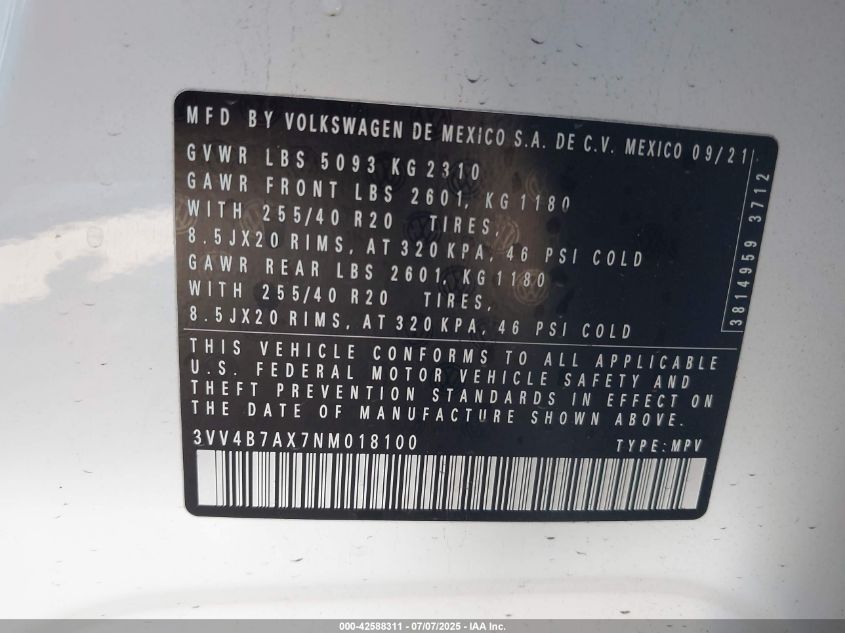 MFD BY VOLKSWAGEN DE MEXICO S.A. DE C.V. MEXICO 09/21
GVWR LBS 5093 KG 2310
GAWR FRONT LBS 2601, KG 1180
WITH 255/40 R20 TIRES,
8.5JX20 RIMS, AT 320 KPA, 46 PSI COLD
GAWR REAR LBS 2601, KG 1180
WITH 255/40 R20 TIRES,
8.5JX20 RIMS, AT 320 KPA, 46 PSI COLD
3814959 3712
THIS VEHICLE CONFORMS TO ALL APPLICABLE
U.S. FEDERAL MOTOR VEHICLE SAFETY AND
THEFT PREVENTION STANDARDS IN EFFECT ON
THE DATE OF MANUFACTURE SHOWN ABOVE.
3VV4B7AX7NM018100 TYPE: MPV
000-42588311 - 07/07/2025 - IAA Inc.